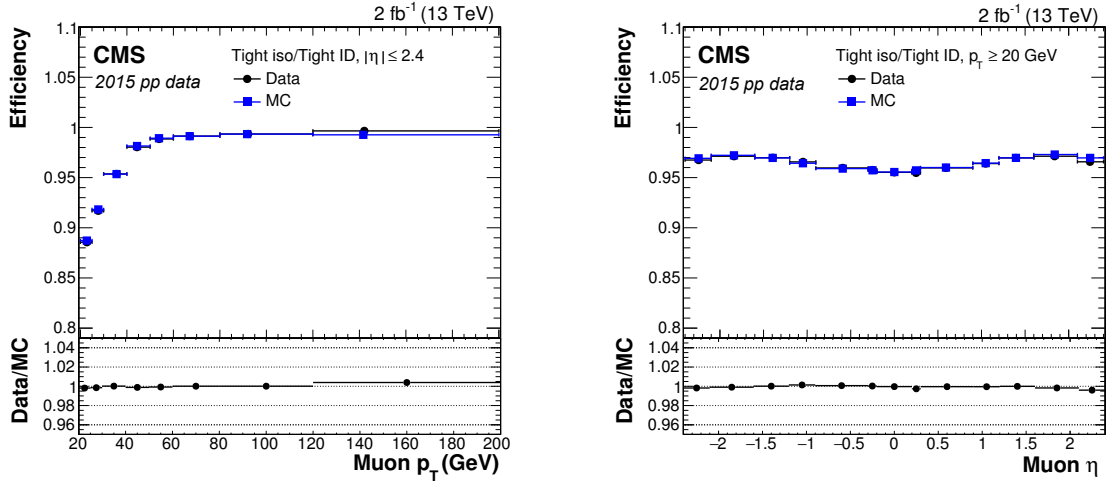 2 fb⁻¹ (13 TeV)
CMS
2015 pp data
Tight iso/Tight ID, |η| ≤ 2.4
Data
MC
Efficiency
1.1
1.05
1
0.95
0.9
0.85
0.8
Data/MC
1.04
1.02
1
0.98
0.96
20 40 60 80 100 120 140 160 180 200
Muon p_T (GeV)
2 fb⁻¹ (13 TeV)
CMS
2015 pp data
Tight iso/Tight ID, p_T ≥ 20 GeV
Data
MC
Efficiency
1.1
1.05
1
0.95
0.9
0.85
0.8
Data/MC
1.04
1.02
1
0.98
0.96
−2 −1.5 −1 −0.5 0 0.5 1 1.5 2
Muon η